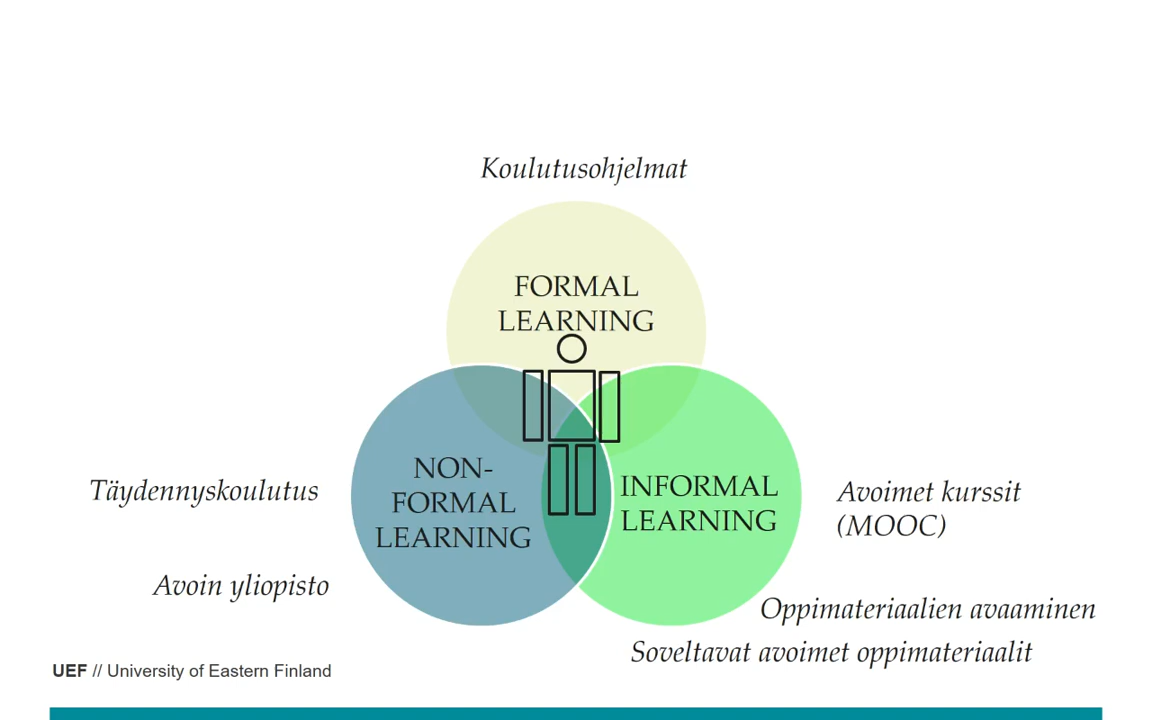 Koulutusohjelmat
FORMAL
LEARNING
NON-
FORMAL
LEARNING
INFORMAL
LEARNING
Täydennyskoulutus
Avoimet kurssit
(MOOC)
Avoin yliopisto
Oppimateriaalien avaaminen
Soveltavat avoimet oppimateriaalit
UEF // University of Eastern Finland